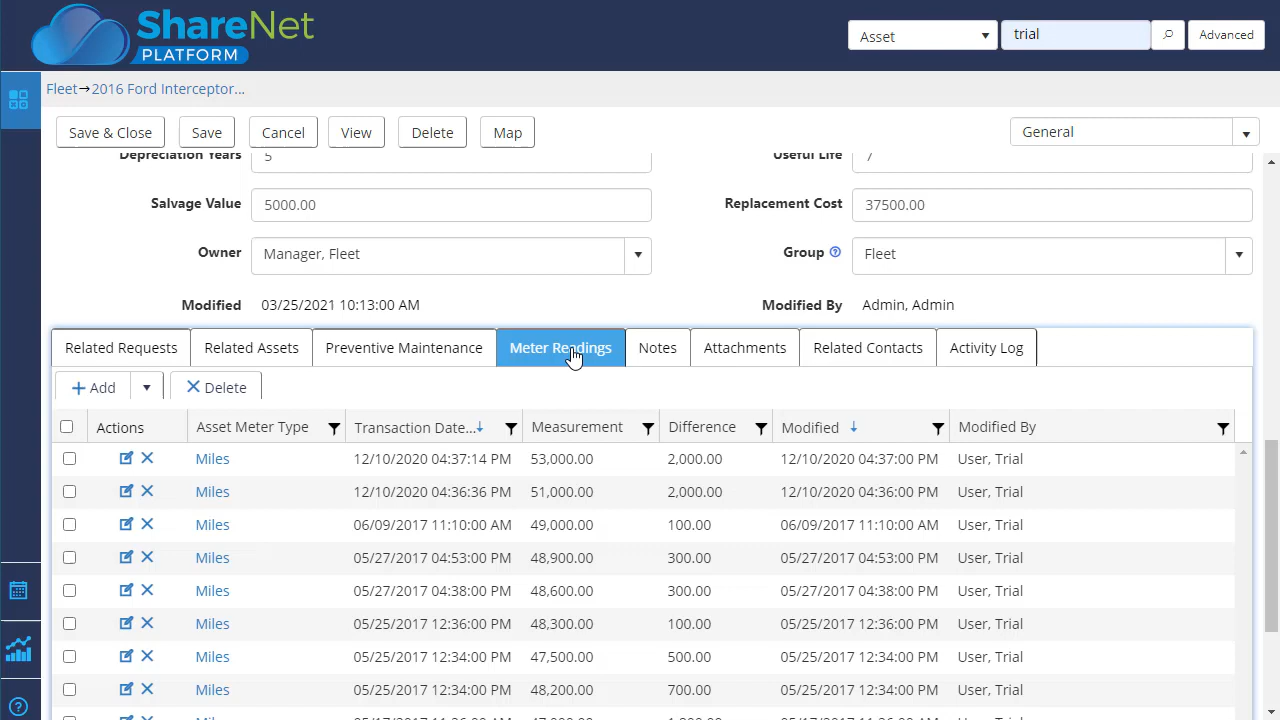 ShareNet
PLATFORM
Asset trial Advanced
Fleet→2016 Ford Interceptor...
Save & Close Save Cancel View Delete Map General
Depreciation Years 5 Useful Life 7
Salvage Value 5000.00 Replacement Cost 37500.00
Owner Manager, Fleet Group Fleet
Modified 03/25/2021 10:13:00 AM Modified By Admin, Admin
Related Requests Related Assets Preventive Maintenance Meter Readings Notes Attachments Related Contacts Activity Log
Add Delete
Actions Asset Meter Type Transaction Date... Measurement Difference Modified Modified By
Miles 12/10/2020 04:37:14 PM 53,000.00 2,000.00 12/10/2020 04:37:00 PM User, Trial
Miles 12/10/2020 04:36:36 PM 51,000.00 2,000.00 12/10/2020 04:36:00 PM User, Trial
Miles 06/09/2017 11:10:00 AM 49,000.00 100.00 06/09/2017 11:10:00 AM User, Trial
Miles 05/27/2017 04:53:00 PM 48,900.00 300.00 05/27/2017 04:53:00 PM User, Trial
Miles 05/27/2017 04:38:00 PM 48,600.00 300.00 05/27/2017 04:38:00 PM User, Trial
Miles 05/25/2017 12:36:00 PM 48,300.00 100.00 05/25/2017 12:36:00 PM User, Trial
Miles 05/25/2017 12:34:00 PM 47,500.00 500.00 05/25/2017 12:34:00 PM User, Trial
Miles 05/25/2017 12:34:00 PM 48,200.00 700.00 05/25/2017 12:34:00 PM User, Trial